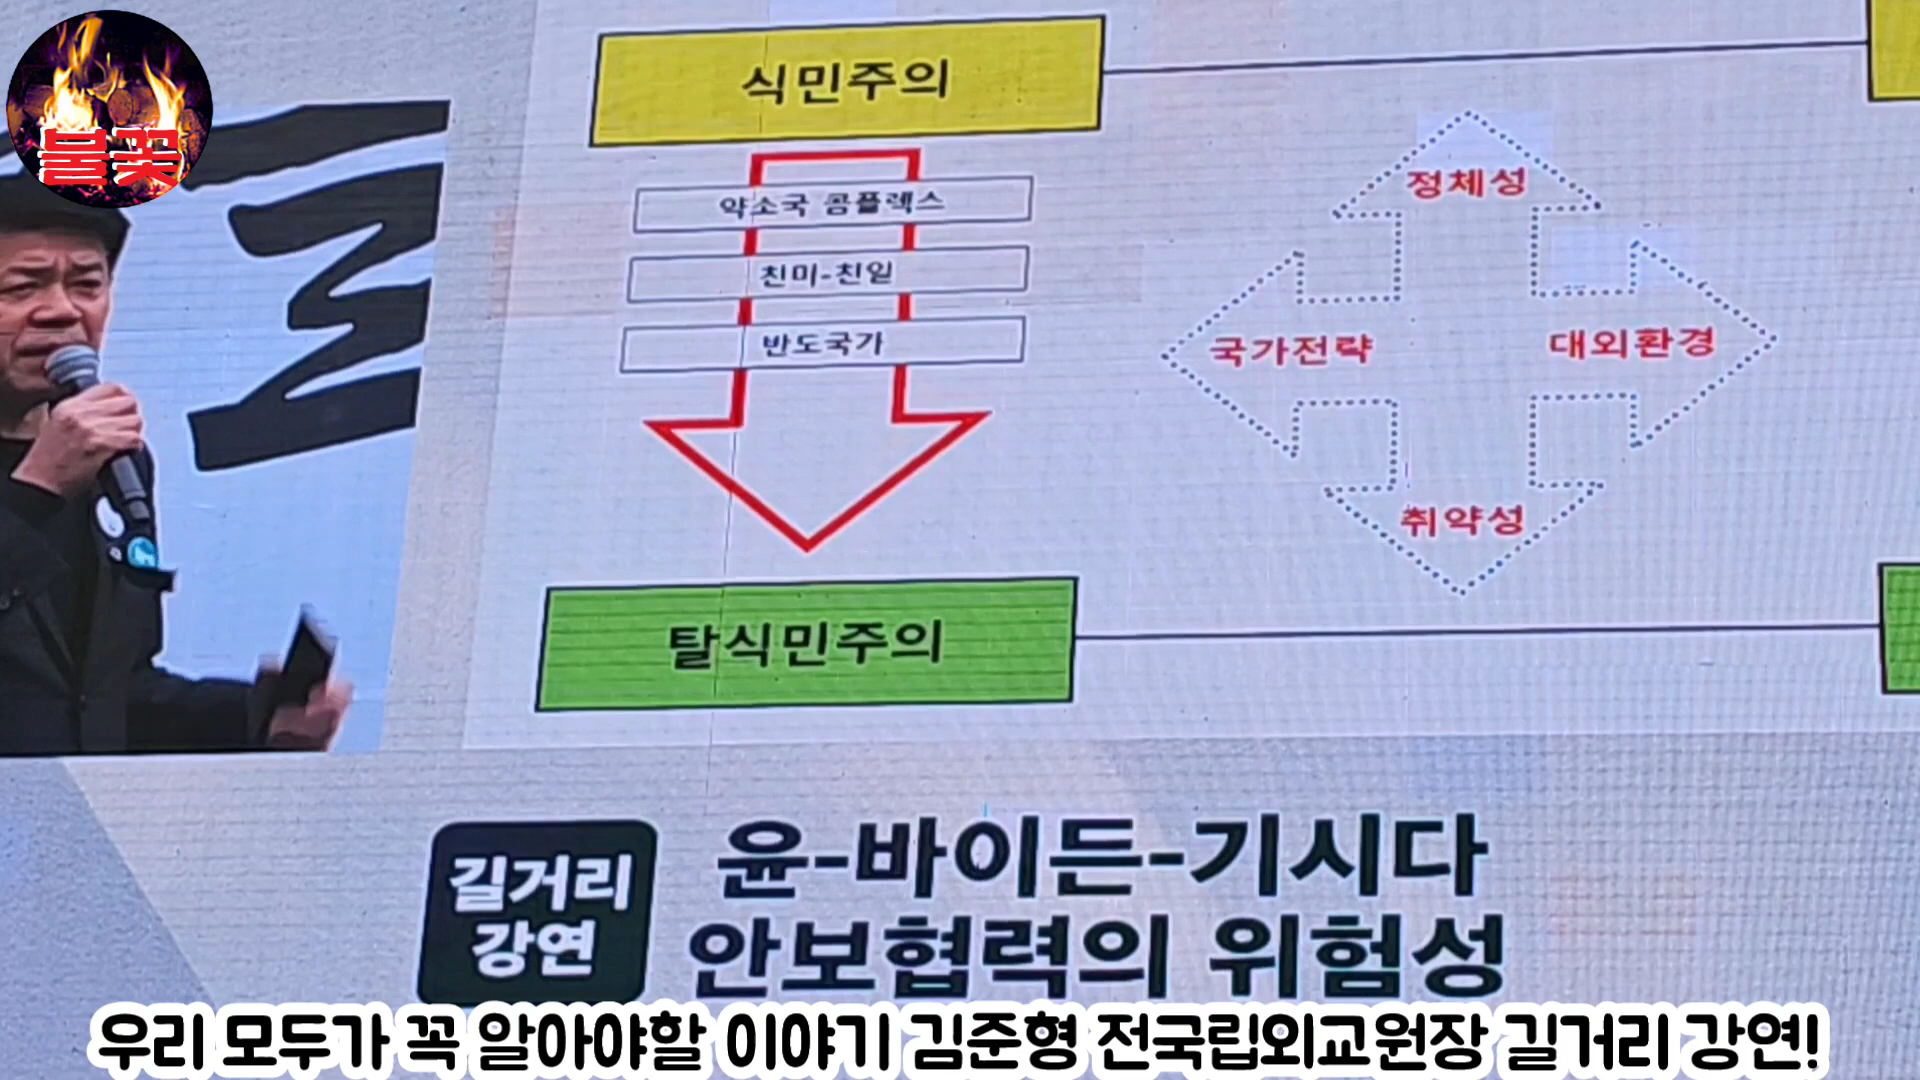 불꽃
식민주의
약소국 콤플렉스
친미-친일
반도국가
탈식민주의
정체성
국가전략
대외환경
취약성
길거리
강연
윤-바이든-기시다
안보협력의 위험성
우리 모두가 꼭 알아야할 이야기 김준형 전국립외교원장 길거리 강연!